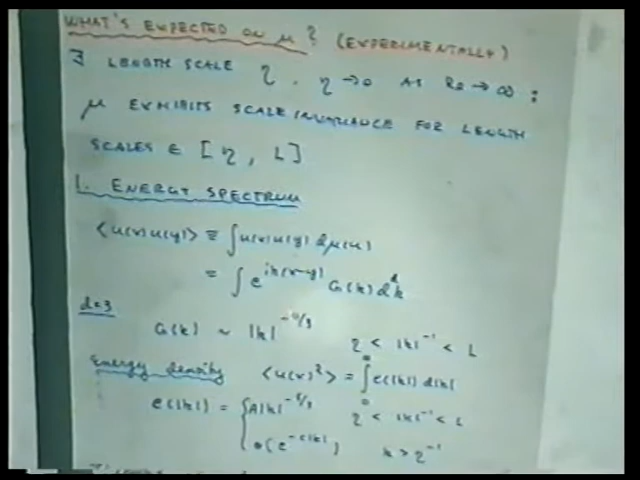 WHAT'S EXPECTED ON μ ? (EXPERIMENTALLY)
∃ LENGTH SCALE η . η → 0 AS Re → ∞ :
μ EXHIBITS SCALE INVARIANCE FOR LENGTH
SCALES ∈ [η, L]
1. ENERGY SPECTRUM
<u(x)u(y)> ≡ ∫u(x)u(y) dμ(u)
= ∫ e^{ik(x-y)} G(k) d^d k
d=3
G(k) ~ |k|^{-11/3} η < |k|^{-1} < L
Energy density <u(x)^2> = ∫_0^∞ e(|k|) d|k|
e(|k|) = { A|k|^{-5/3} η < |k|^{-1} < L
O(e^{-c|k|}) k > η^{-1}